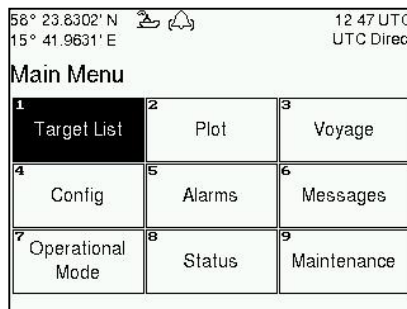 58° 23.8302' N 12 47 UTC
15° 41.9631' E UTC Direc
Main Menu
1 Target List
2 Plot
3 Voyage
4 Config
5 Alarms
6 Messages
7 Operational Mode
8 Status
9 Maintenance